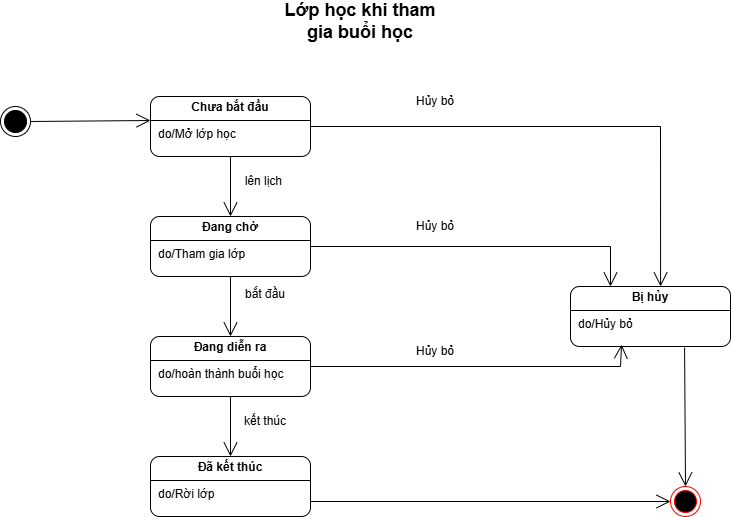 Lớp học khi tham
gia buổi học
Chưa bắt đầu
do/Mở lớp học
Hủy bỏ
lên lịch
Đang chờ
do/Tham gia lớp
Hủy bỏ
bắt đầu
Bị hủy
do/Hủy bỏ
Đang diễn ra
do/hoàn thành buổi học
Hủy bỏ
kết thúc
Đã kết thúc
do/Rời lớp